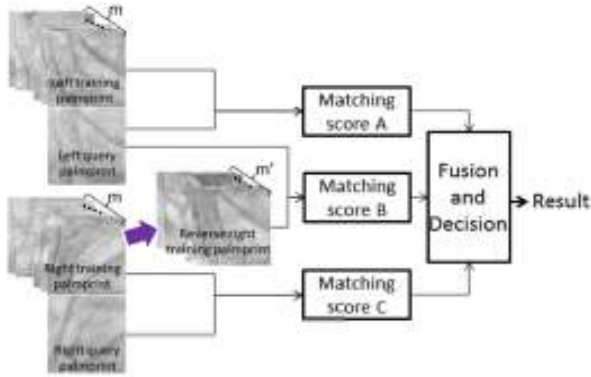 m
Left training
palmprint
Left query
palmprint
m
Right training
palmprint
Right query
palmprint
m'
Reverse right
training palmprint
Matching
score A
Matching
score B
Matching
score C
Fusion
and
Decision
Result